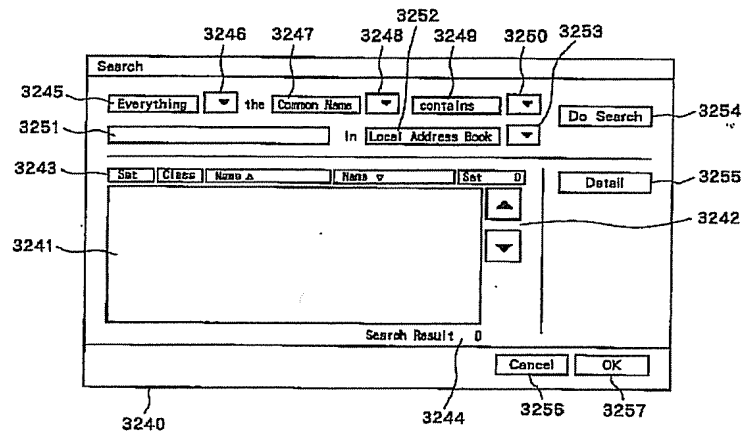 3252
3246 3247 3248 3249 3250 3253
Search
3245 Everything the Common Name contains
3254 Do Search
3251 In Local Address Book
3243 Set Class Name Name Set 0
3255 Detail
3242
3241
Search Result 0
Cancel OK
3240 3244 3256 3257